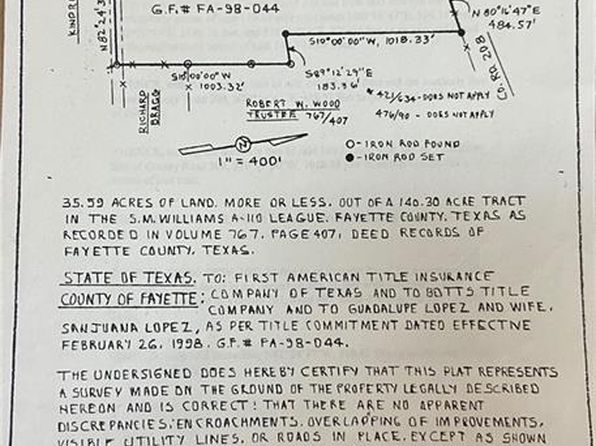 KINDR
N 82°24'3
G.F.# FA-98-044
N 80°16'47"E
484.57'
S10°00'00"W, 1018.33'
CO. RD. 208
S10°00'00"W
1003.32'
S89°12'29"E
183.96'
RICHARD
BRAGG
ROBERT W. WOOD
TRUSTEE 767/407
* 421/634 - DOES NOT APPLY
476/90 - DOES NOT APPLY
N
1" = 400'
O-IRON ROD FOUND
●-IRON ROD SET
35.59 ACRES OF LAND. MORE OR LESS. OUT OF A 140.30 ACRE TRACT
IN THE S.M. WILLIAMS A-110 LEAGUE. FAYETTE COUNTY. TEXAS AS
RECORDED IN VOLUME 767. PAGE 407. DEED RECORDS OF
FAYETTE COUNTY. TEXAS.
STATE OF TEXAS. TO: FIRST AMERICAN TITLE INSURANCE
COUNTY OF FAYETTE: COMPANY OF TEXAS AND TO BOTTS TITLE
COMPANY AND TO GUADALUPE LOPEZ AND WIFE.
SANJUANA LOPEZ, AS PER TITLE COMMITMENT DATED EFFECTIVE
FEBRUARY 26. 1998. G.F.# FA-98-044.
THE UNDERSIGNED DOES HEREBY CERTIFY THAT THIS PLAT REPRESENTS
A SURVEY MADE ON THE GROUND OF THE PROPERTY LEGALLY DESCRIBED
HEREON AND IS CORRECT: THAT THERE ARE NO APPARENT
DISCREPANCIES. ENCROACHMENTS. OVERLAPPING OF IMPROVEMENTS.
VISIBLE UTILITY LINES. OR ROADS IN PLACE. EXCEPT AS SHOWN